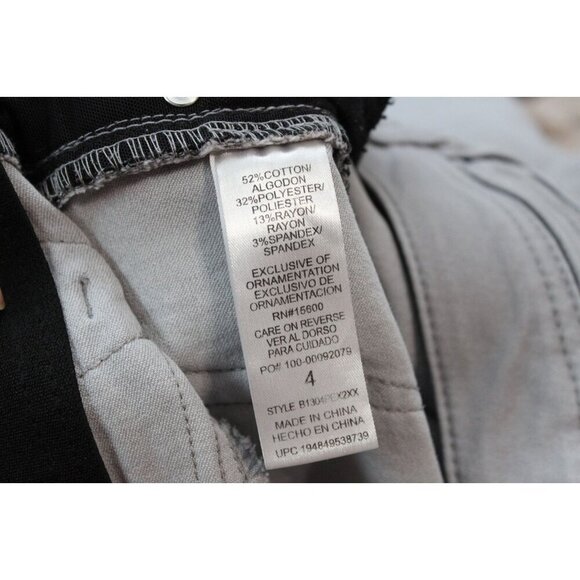 52%COTTON/
ALGODON
32%POLYESTER/
POLIESTER
13%RAYON/
RAYON
3%SPANDEX/
SPANDEX
EXCLUSIVE OF
ORNAMENTATION
EXCLUSIVO DE
ORNAMENTACION
RN#15600
CARE ON REVERSE
VER AL DORSO
PARA CUIDADO
PO# 100-00092079
4
STYLE
MADE IN CHINA
HECHO EN CHINA
UPC 194849538739